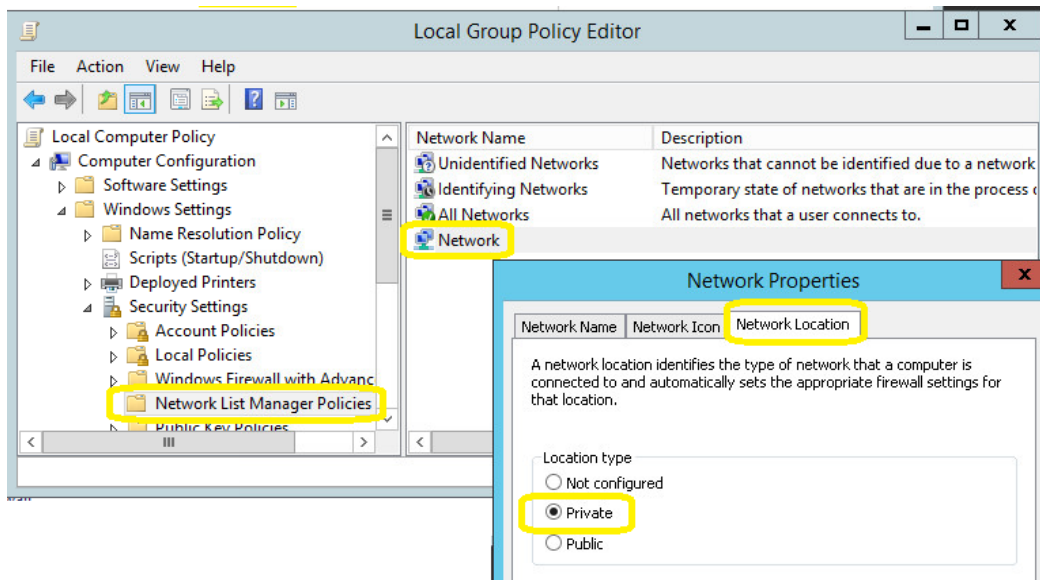 Local Group Policy Editor
File Action View Help
Local Computer Policy
Computer Configuration
Software Settings
Windows Settings
Name Resolution Policy
Scripts (Startup/Shutdown)
Deployed Printers
Security Settings
Account Policies
Local Policies
Windows Firewall with Advanc
Network List Manager Policies
Public Key Policies
Network Name Description
Unidentified Networks Networks that cannot be identified due to a network
Identifying Networks Temporary state of networks that are in the process
All Networks All networks that a user connects to.
Network
Network Properties
Network Name Network Icon Network Location
A network location identifies the type of network that a computer is
connected to and automatically sets the appropriate firewall settings for
that location.
Location type
Not configured
Private
Public